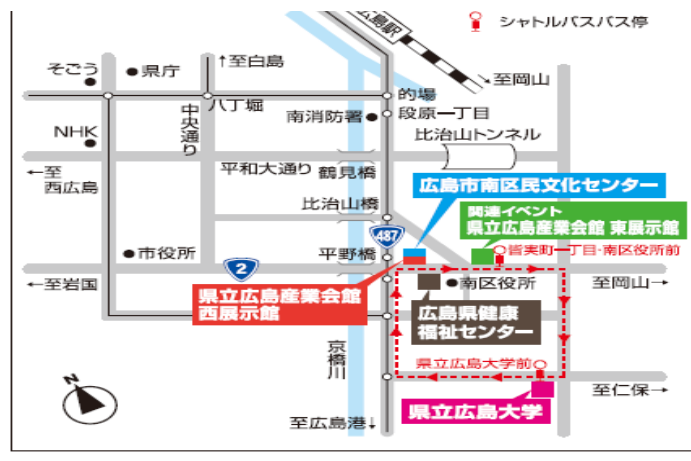 広島駅
シャトルバスバス停
そごう
県庁
↑至白島
至岡山
八丁堀
的場
中央通り
南消防署
段原一丁目
NHK
比治山トンネル
←至
西広島
平和大通り
鶴見橋
広島市南区民文化センター
比治山橋
関連イベント
県立広島産業会館 東展示館
487
市役所
平野橋
皆実町一丁目・南区役所前
2
←至岩国
南区役所
至岡山→
県立広島産業会館
西展示館
広島県健康
福祉センター
京橋川
県立広島大学前
N
県立広島大学
至仁保→
至広島港↓